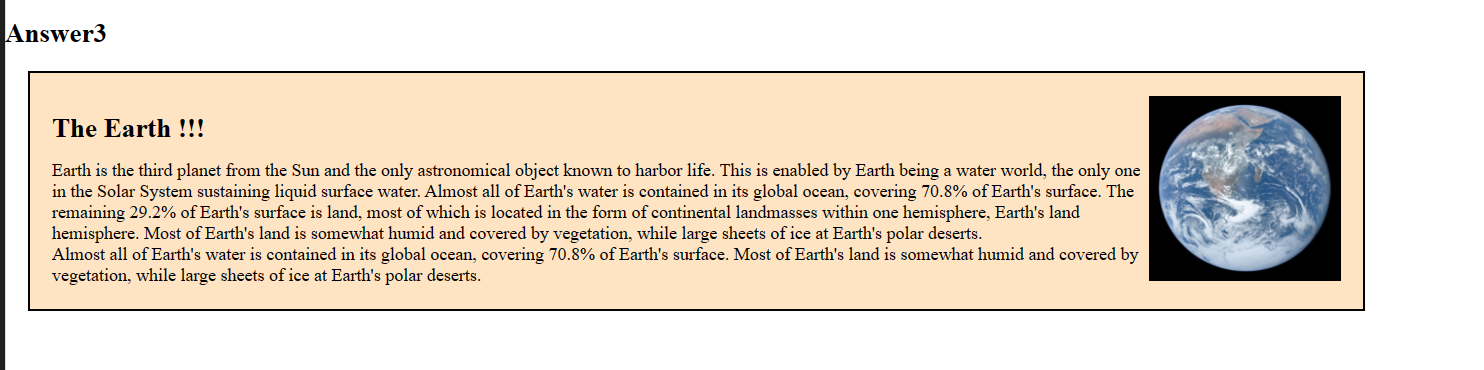 Answer3
The Earth !!!
Earth is the third planet from the Sun and the only astronomical object known to harbor life. This is enabled by Earth being a water world, the only one
in the Solar System sustaining liquid surface water. Almost all of Earth's water is contained in its global ocean, covering 70.8% of Earth's surface. The
remaining 29.2% of Earth's surface is land, most of which is located in the form of continental landmasses within one hemisphere, Earth's land
hemisphere. Most of Earth's land is somewhat humid and covered by vegetation, while large sheets of ice at Earth's polar deserts.
Almost all of Earth's water is contained in its global ocean, covering 70.8% of Earth's surface. Most of Earth's land is somewhat humid and covered by
vegetation, while large sheets of ice at Earth's polar deserts.